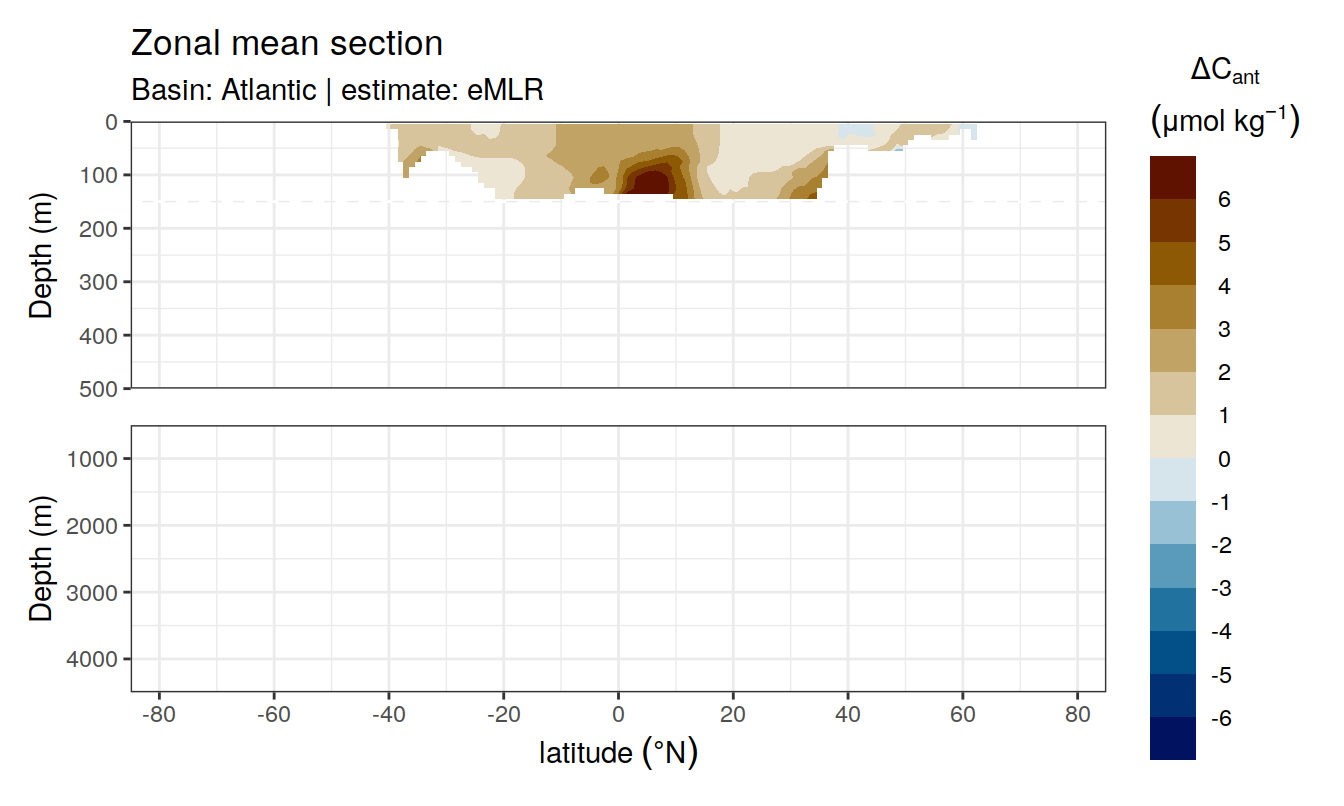 Zonal mean section
Basin: Atlantic | estimate: eMLR
ΔCant
(μmol kg⁻¹)
0
100
200
300
400
500
Depth (m)
1000
2000
3000
4000
Depth (m)
-80 -60 -40 -20 0 20 40 60 80
latitude (°N)
6
5
4
3
2
1
0
-1
-2
-3
-4
-5
-6